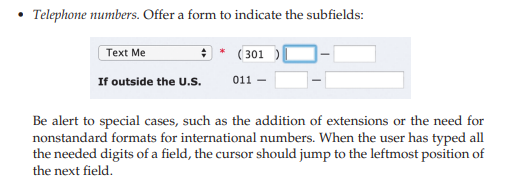 • Telephone numbers. Offer a form to indicate the subfields:
Text Me * (301 ) –
If outside the U.S. 011 – –
Be alert to special cases, such as the addition of extensions or the need for
nonstandard formats for international numbers. When the user has typed all
the needed digits of a field, the cursor should jump to the leftmost position of
the next field.